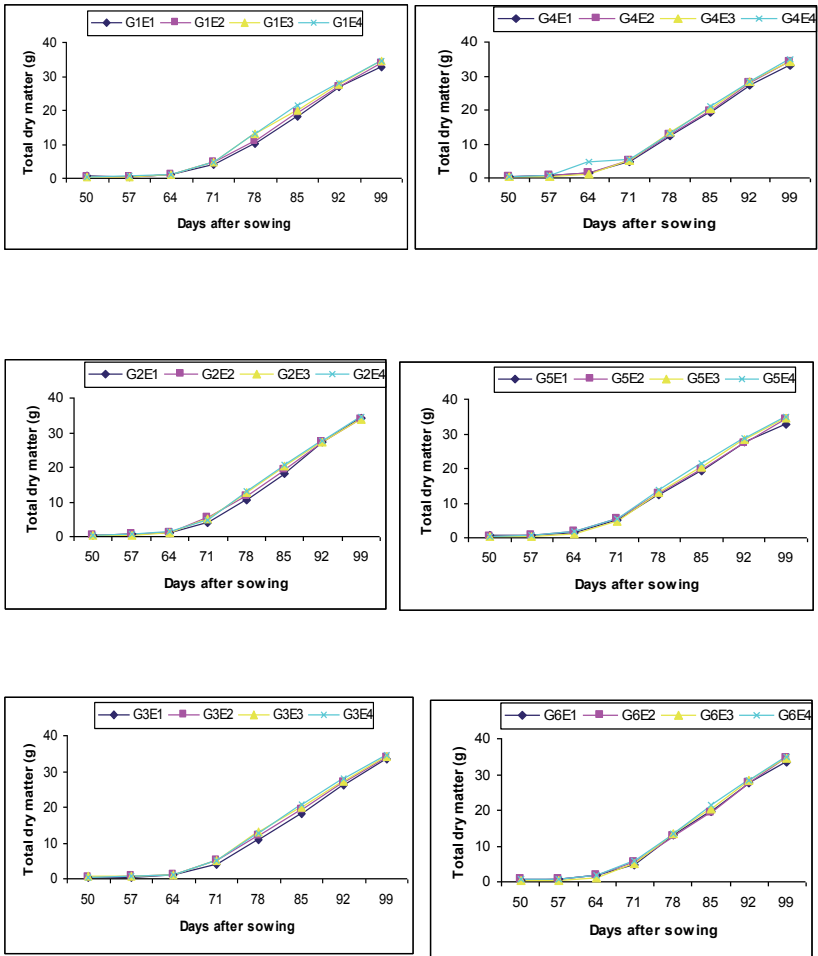 G1E1 G1E2 G1E3 G1E4
Total dry matter (g)
40
30
20
10
0
50 57 64 71 78 85 92 99
Days after sowing
G4E1 G4E2 G4E3 G4E4
Total dry matter (g)
40
30
20
10
0
50 57 64 71 78 85 92 99
Days after sowing
G2E1 G2E2 G2E3 G2E4
Total dry matter (g)
40
30
20
10
0
50 57 64 71 78 85 92 99
Days after sowing
G5E1 G5E2 G5E3 G5E4
Total dry matter (g)
40
30
20
10
0
50 57 64 71 78 85 92 99
Days after sowing
G3E1 G3E2 G3E3 G3E4
Total dry matter (g)
40
30
20
10
0
50 57 64 71 78 85 92 99
Days after sowing
G6E1 G6E2 G6E3 G6E4
Total dry matter (g)
40
30
20
10
0
50 57 64 71 78 85 92 99
Days after sowing